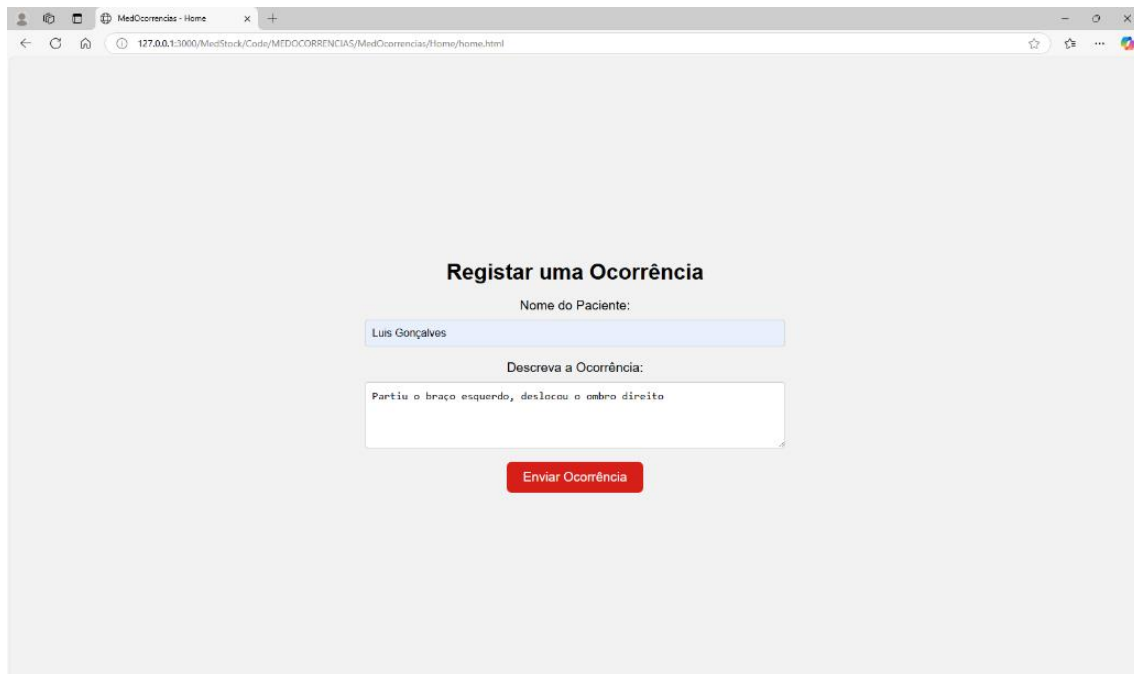 MedOcorrencias - Home
127.0.0.1:3000/MedStock/Code/MEDOCORRENCIAS/MedOcorrencias/Home/home.html
Registar uma Ocorrência
Nome do Paciente:
Luis Gonçalves
Descreva a Ocorrência:
Partiu o braço esquerdo, deslocou o ombro direito
Enviar Ocorrência